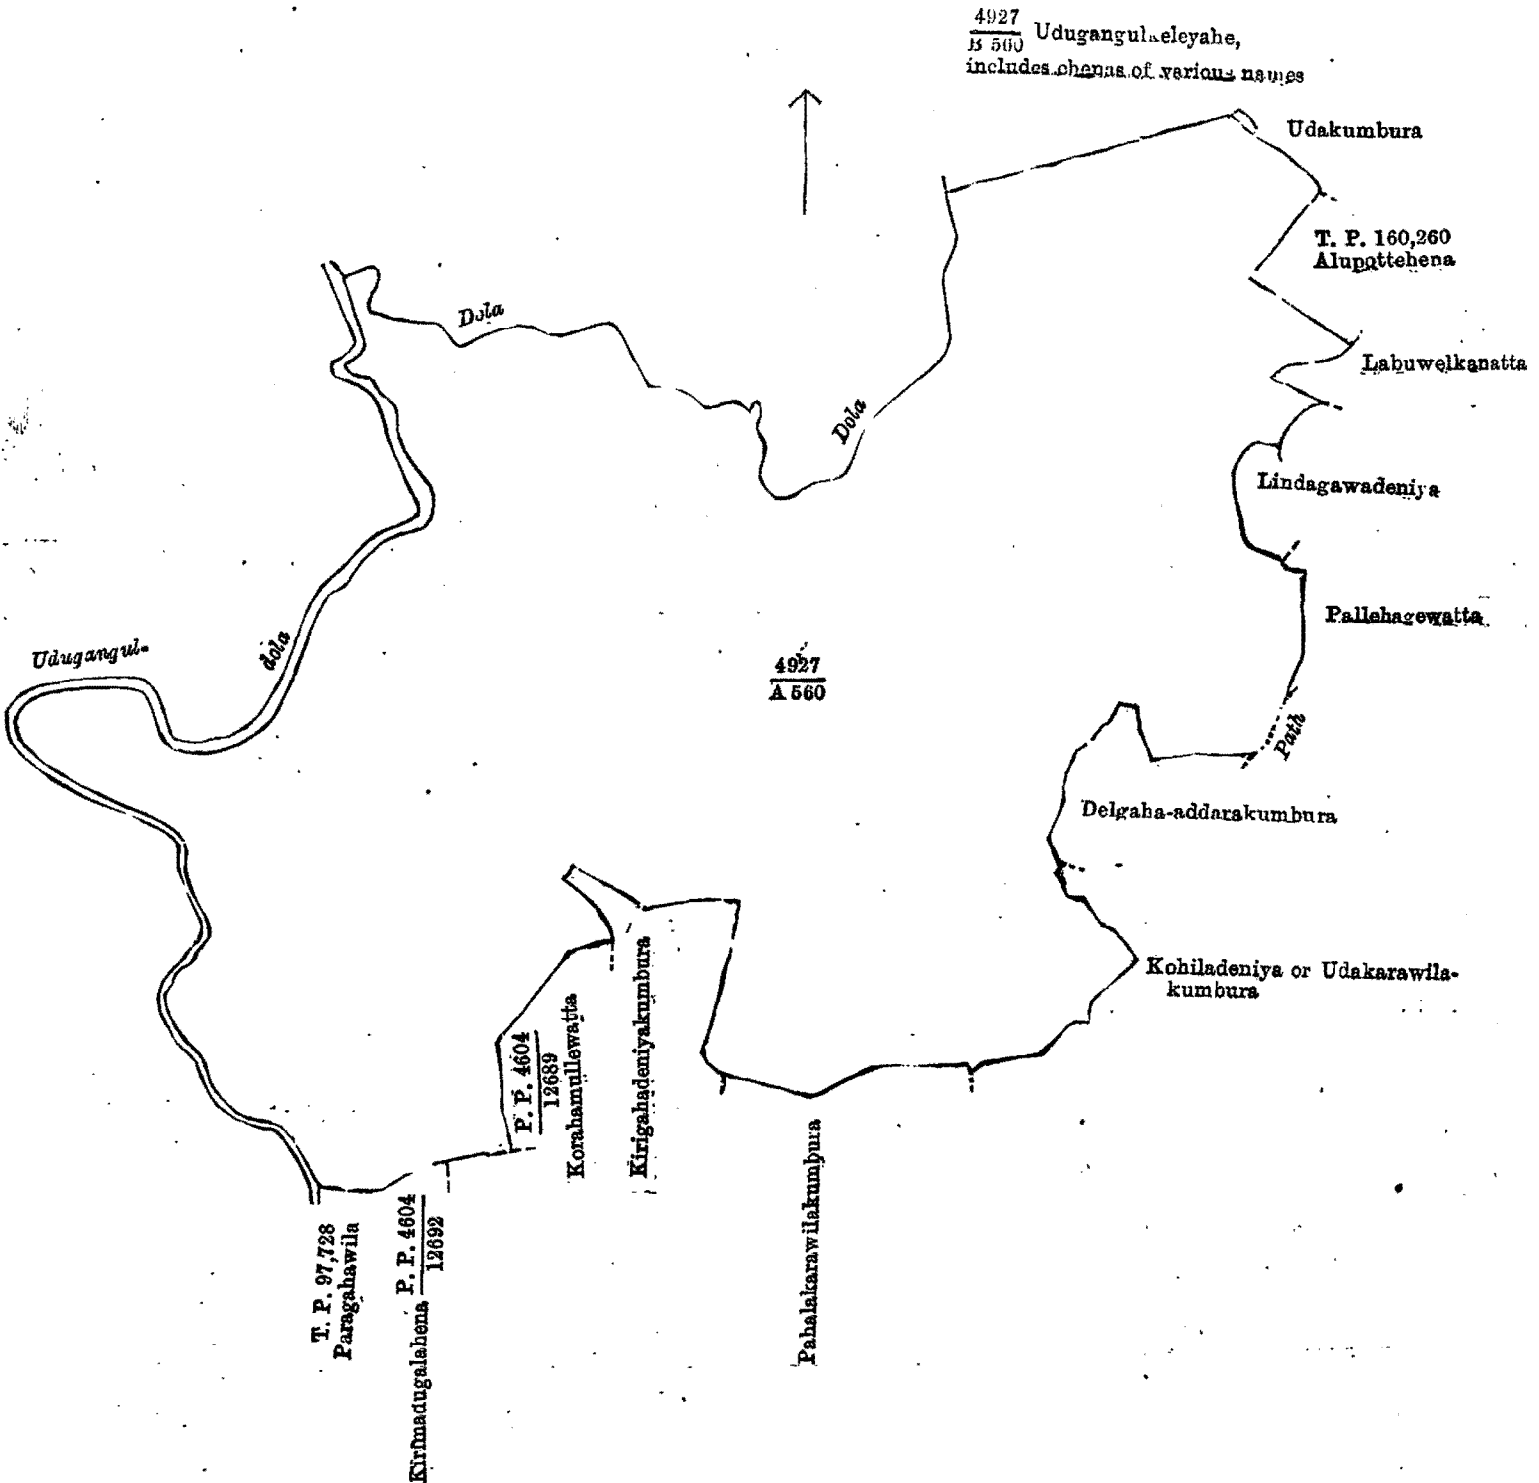 4927
B 560
includes chenas of various names
Udakumbura
T. P. 160,260
Alupottehena
Dola
Labuwelkanatta
Dola
Lindagawadeniya
Pallehagewatta
Udugangul-
dola
4927
A 560
Path
Delgaha-addarakumbura
Kohiladeniya or Udakarawila-
kumbura
P. P. 4604
12689
Korahamullewatta
Kirigahadeniyakumbura
Pahalakarawilakumbura
T. P. 97,728
Paragahawila
P. P. 4604
12692
Kirimadugalahena